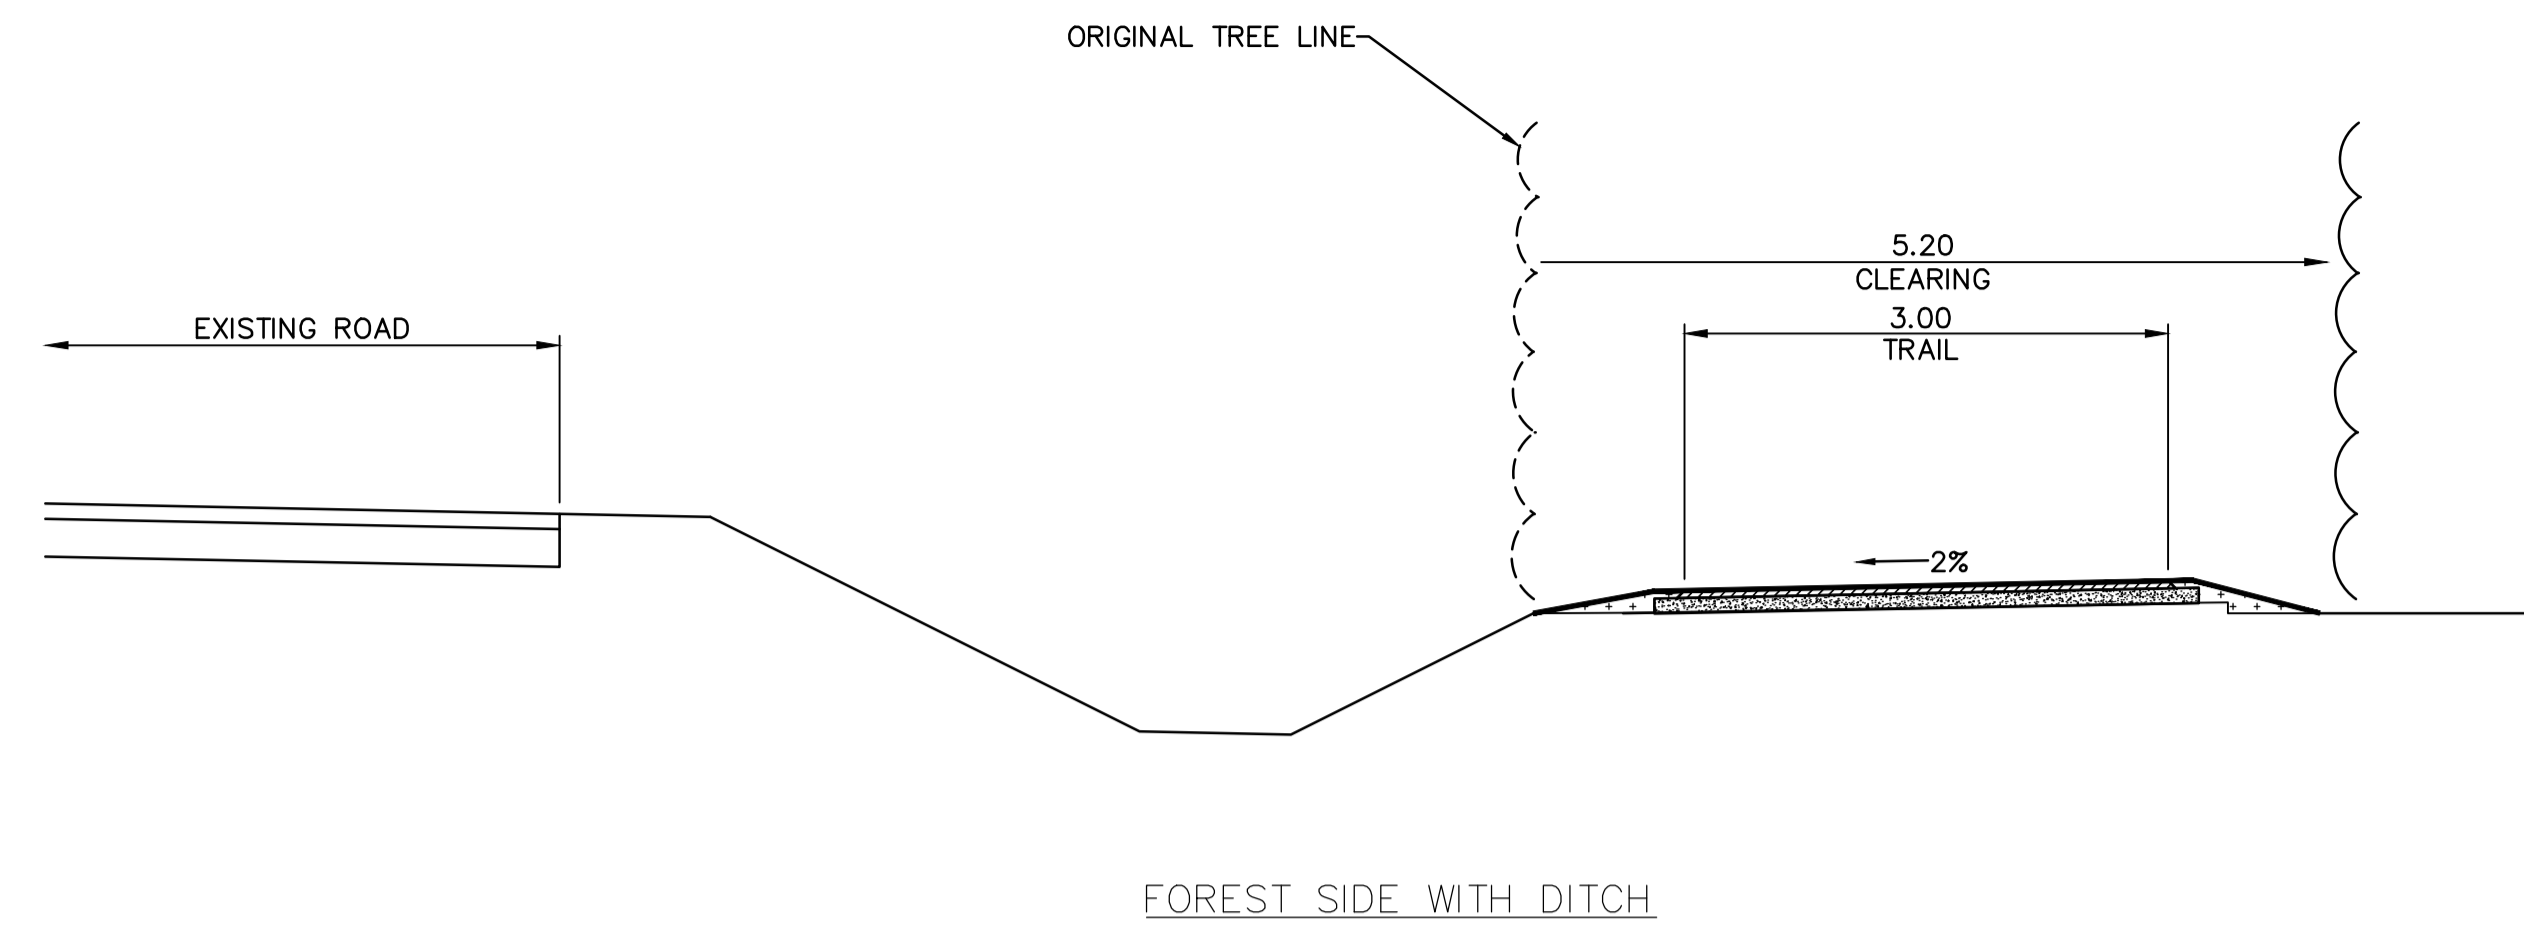 ORIGINAL TREE LINE
5.20
CLEARING
3.00
TRAIL
EXISTING ROAD
2%
FOREST SIDE WITH DITCH